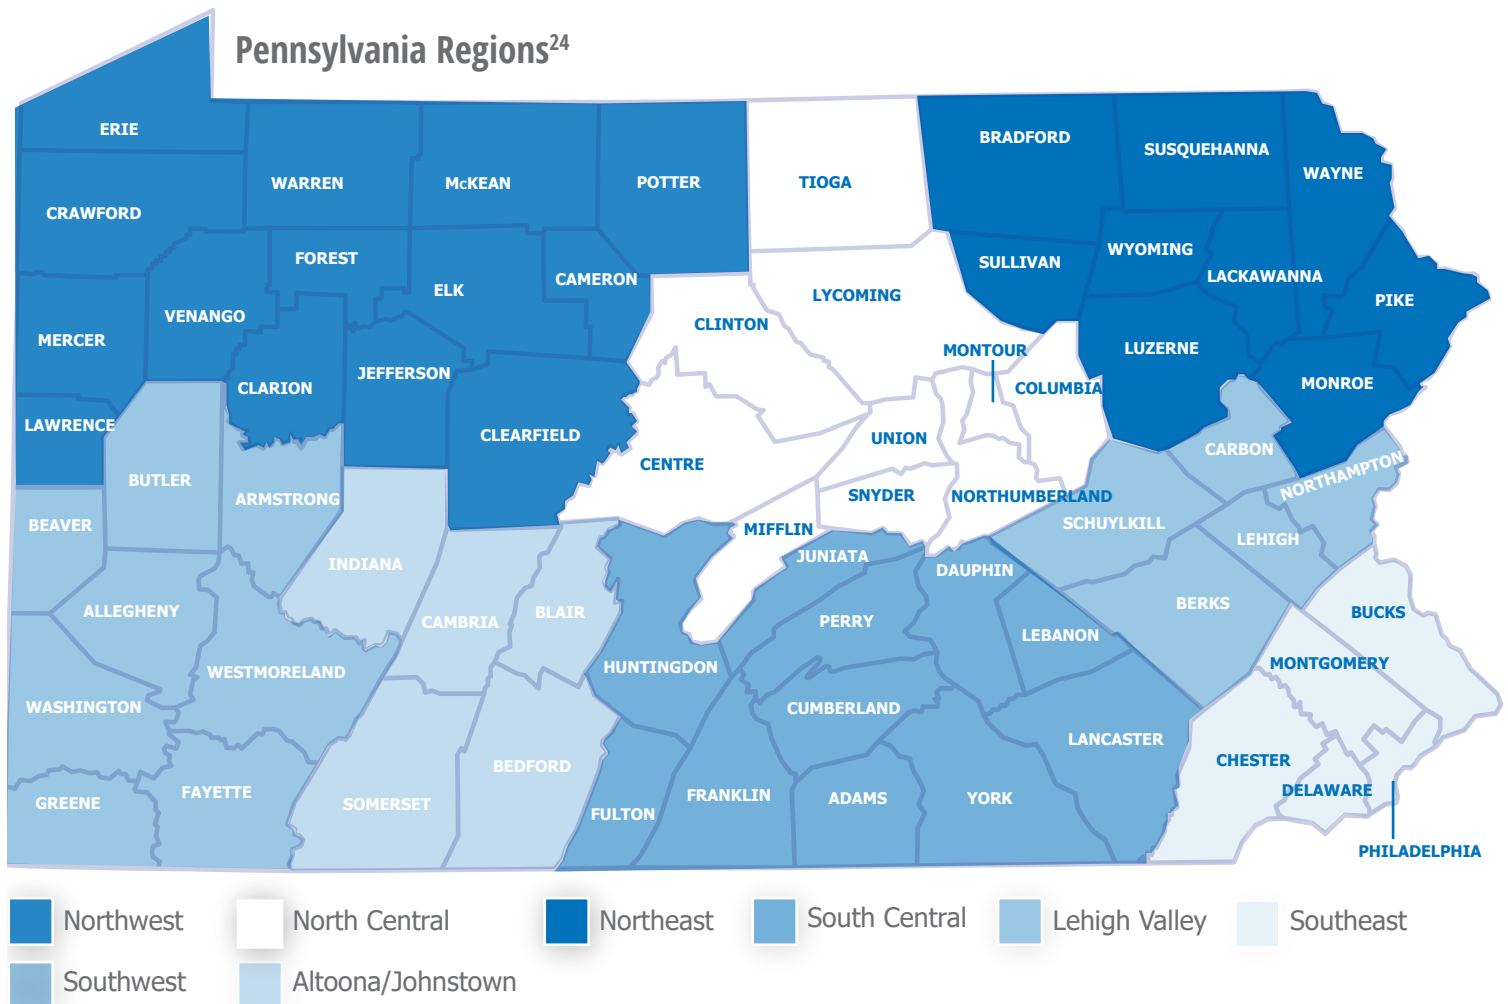 Pennsylvania Regions24
ERIE
CRAWFORD
WARREN
McKEAN
POTTER
TIOGA
BRADFORD
SUSQUEHANNA
WAYNE
MERCER
VENANGO
FOREST
ELK
CAMERON
CLINTON
LYCOMING
SULLIVAN
WYOMING
LACKAWANNA
PIKE
LAWRENCE
CLARION
JEFFERSON
CLEARFIELD
CENTRE
UNION
MONTOUR
COLUMBIA
LUZERNE
MONROE
BUTLER
ARMSTRONG
SNYDER
NORTHUMBERLAND
CARBON
NORTHAMPTON
BEAVER
INDIANA
MIFFLIN
JUNIATA
DAUPHIN
SCHUYLKILL
LEHIGH
ALLEGHENY
CAMBRIA
BLAIR
PERRY
LEBANON
BERKS
BUCKS
WESTMORELAND
HUNTINGDON
MONTGOMERY
WASHINGTON
CUMBERLAND
LANCASTER
CHESTER
BEDFORD
GREENE
FAYETTE
SOMERSET
FULTON
FRANKLIN
ADAMS
YORK
DELAWARE
PHILADELPHIA
Northwest
North Central
Northeast
South Central
Lehigh Valley
Southeast
Southwest
Altoona/Johnstown